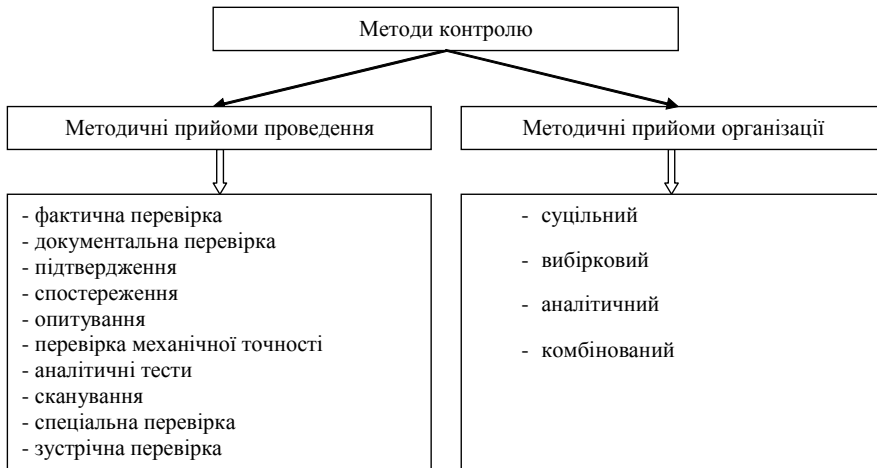 Методи контролю
Методичні прийоми проведення
Методичні прийоми організації
- фактична перевірка
- документальна перевірка
- підтвердження
- спостереження
- опитування
- перевірка механічної точності
- аналітичні тести
- сканування
- спеціальна перевірка
- зустрічна перевірка
- суцільний
- вибірковий
- аналітичний
- комбінований